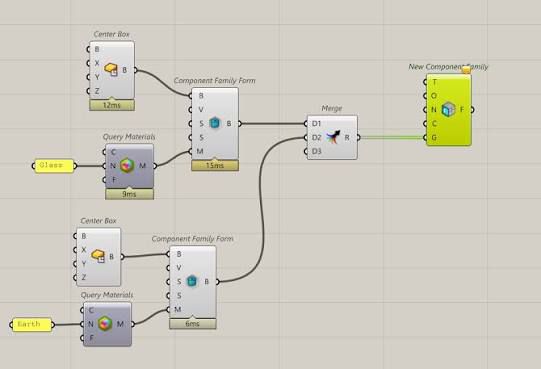 Center Box
B
X
Y
Z
B
12ms
Component Family Form
B
V
S
S
M
B
15ms
Query Materials
C
N
F
M
9ms
Glass
Merge
D1
D2
D3
R
New Component Family
T
O
N
C
G
F
Center Box
B
X
Y
Z
B
Component Family Form
B
V
S
S
M
B
6ms
Query Materials
C
N
F
M
Earth